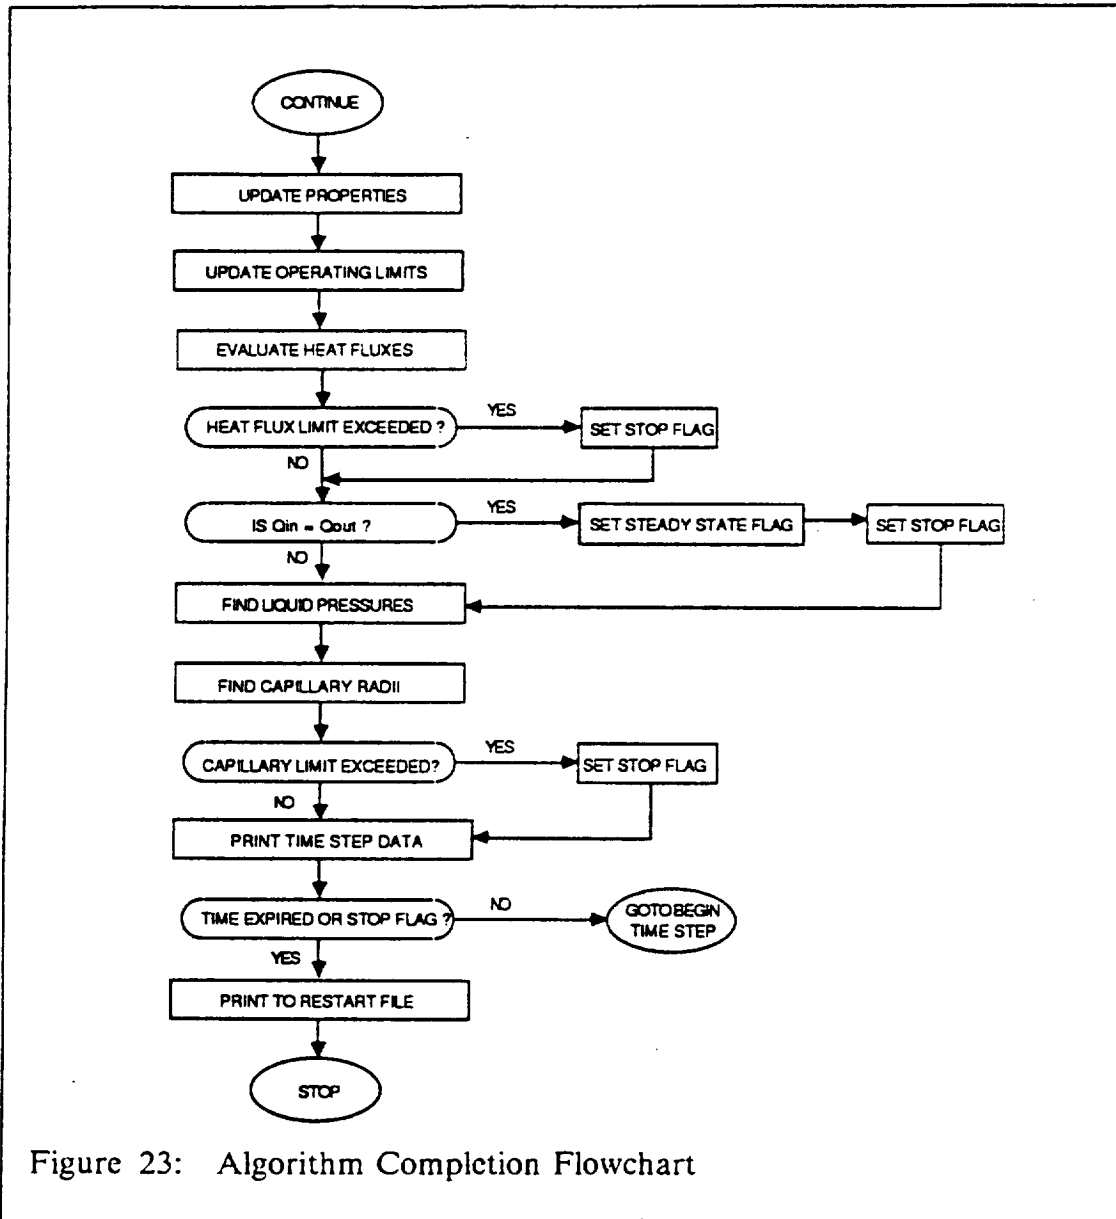 CONTINUE
UPDATE PROPERTIES
UPDATE OPERATING LIMITS
EVALUATE HEAT FLUXES
HEAT FLUX LIMIT EXCEEDED ?
YES
SET STOP FLAG
NO
IS Qin = Qout ?
YES
SET STEADY STATE FLAG
SET STOP FLAG
NO
FIND LIQUID PRESSURES
FIND CAPILLARY RADII
CAPILLARY LIMIT EXCEEDED?
YES
SET STOP FLAG
NO
PRINT TIME STEP DATA
TIME EXPIRED OR STOP FLAG ?
NO
GOTO BEGIN
TIME STEP
YES
PRINT TO RESTART FILE
STOP
Figure 23: Algorithm Completion Flowchart